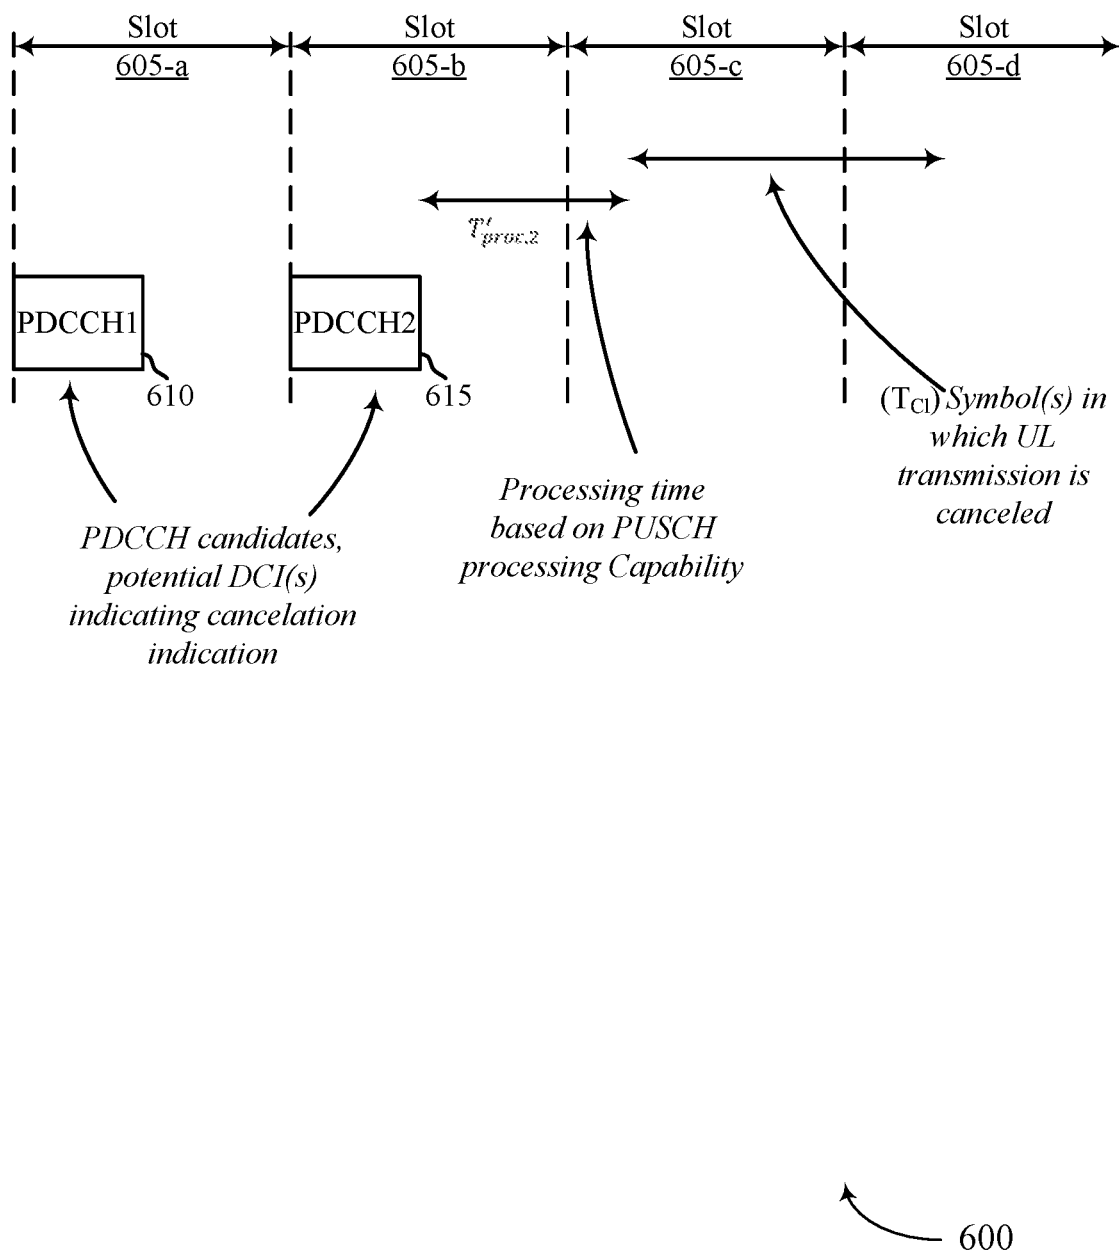 Slot
605-a
Slot
605-b
Slot
605-c
Slot
605-d
T'proc,2
PDCCH1
610
PDCCH2
615
(TCI) Symbol(s) in
which UL
transmission is
canceled
Processing time
based on PUSCH
processing Capability
PDCCH candidates,
potential DCI(s)
indicating cancelation
indication
600